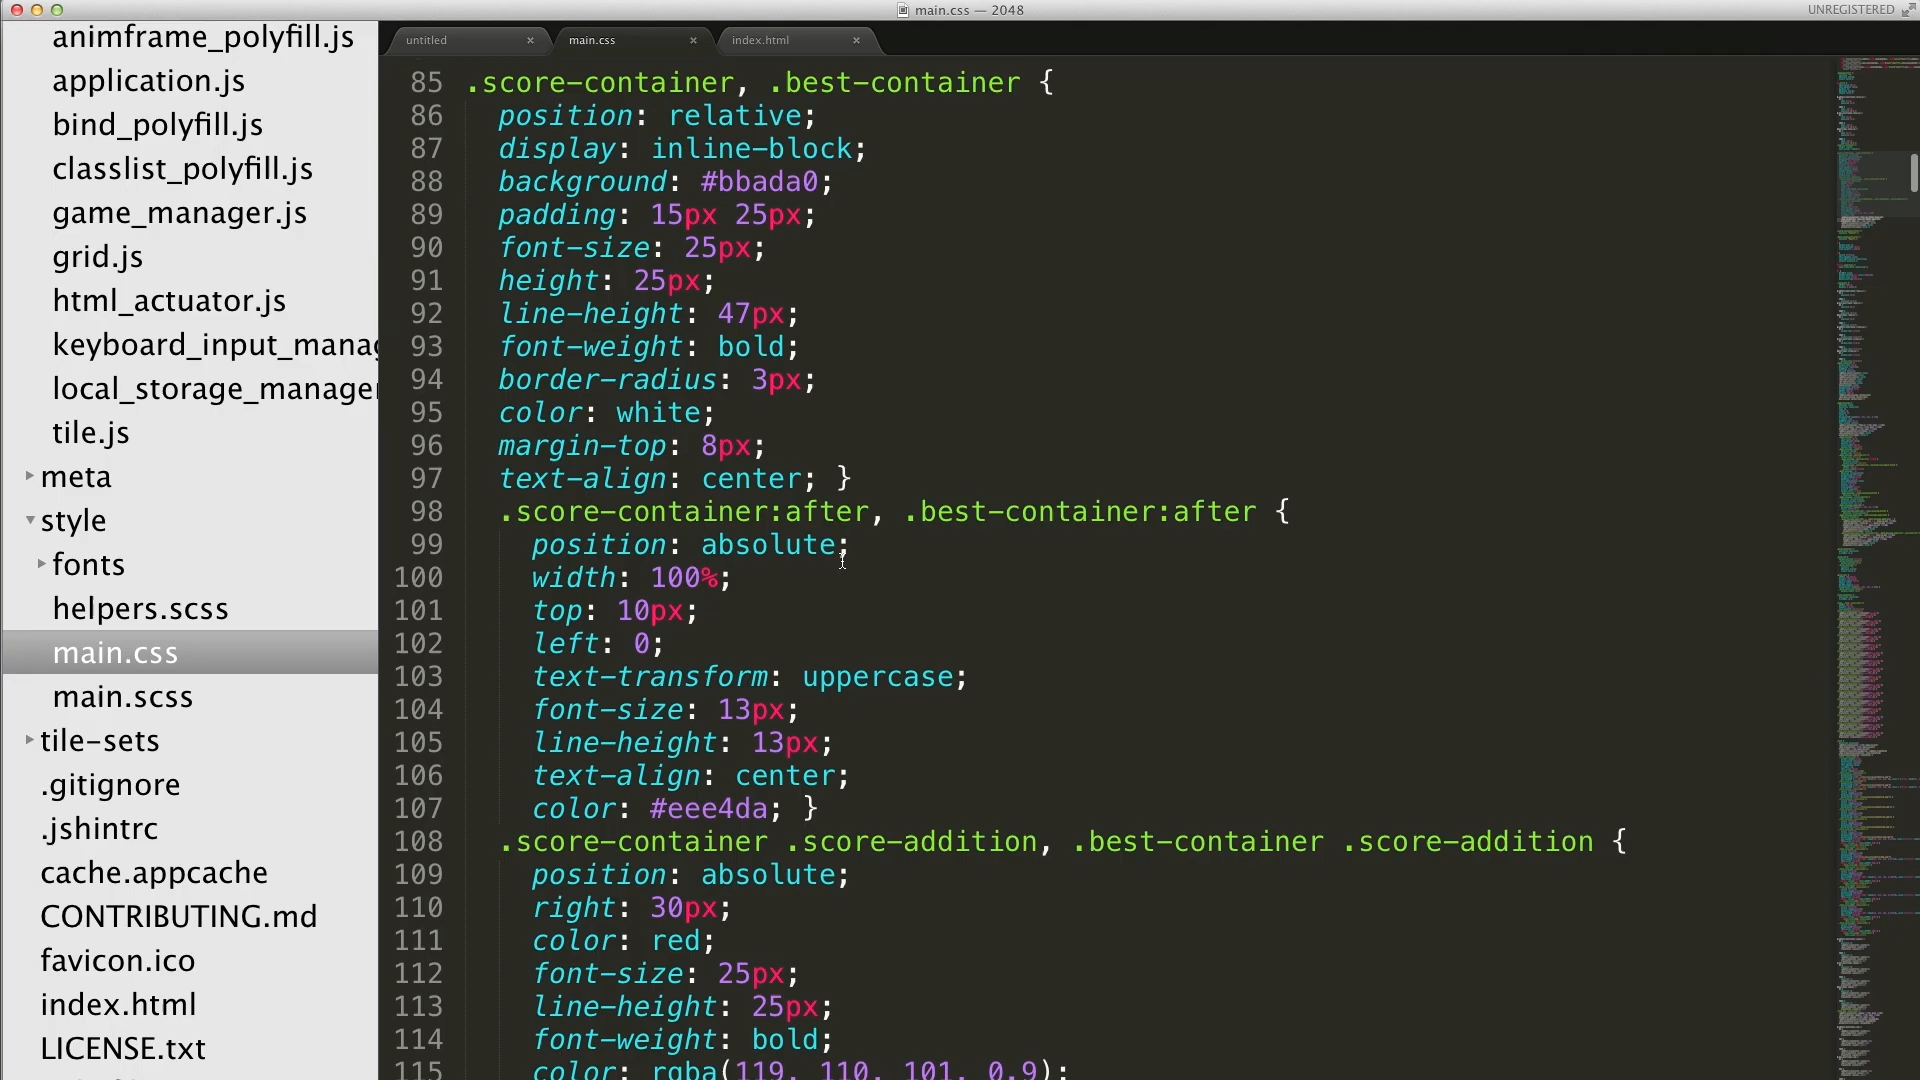 main.css — 2048
UNREGISTERED
untitled
main.css
index.html
animframe_polyfill.js
application.js
bind_polyfill.js
classlist_polyfill.js
game_manager.js
grid.js
html_actuator.js
keyboard_input_manag
local_storage_manager
tile.js
meta
style
fonts
helpers.scss
main.css
main.scss
tile-sets
.gitignore
.jshintrc
cache.appcache
CONTRIBUTING.md
favicon.ico
index.html
LICENSE.txt
85 .score-container, .best-container {
86 position: relative;
87 display: inline-block;
88 background: #bbada0;
89 padding: 15px 25px;
90 font-size: 25px;
91 height: 25px;
92 line-height: 47px;
93 font-weight: bold;
94 border-radius: 3px;
95 color: white;
96 margin-top: 8px;
97 text-align: center; }
98 .score-container:after, .best-container:after {
99 position: absolute;
100 width: 100%;
101 top: 10px;
102 left: 0;
103 text-transform: uppercase;
104 font-size: 13px;
105 line-height: 13px;
106 text-align: center;
107 color: #eee4da; }
108 .score-container .score-addition, .best-container .score-addition {
109 position: absolute;
110 right: 30px;
111 color: red;
112 font-size: 25px;
113 line-height: 25px;
114 font-weight: bold;
115 color: rgba(119, 110, 101, 0.9);